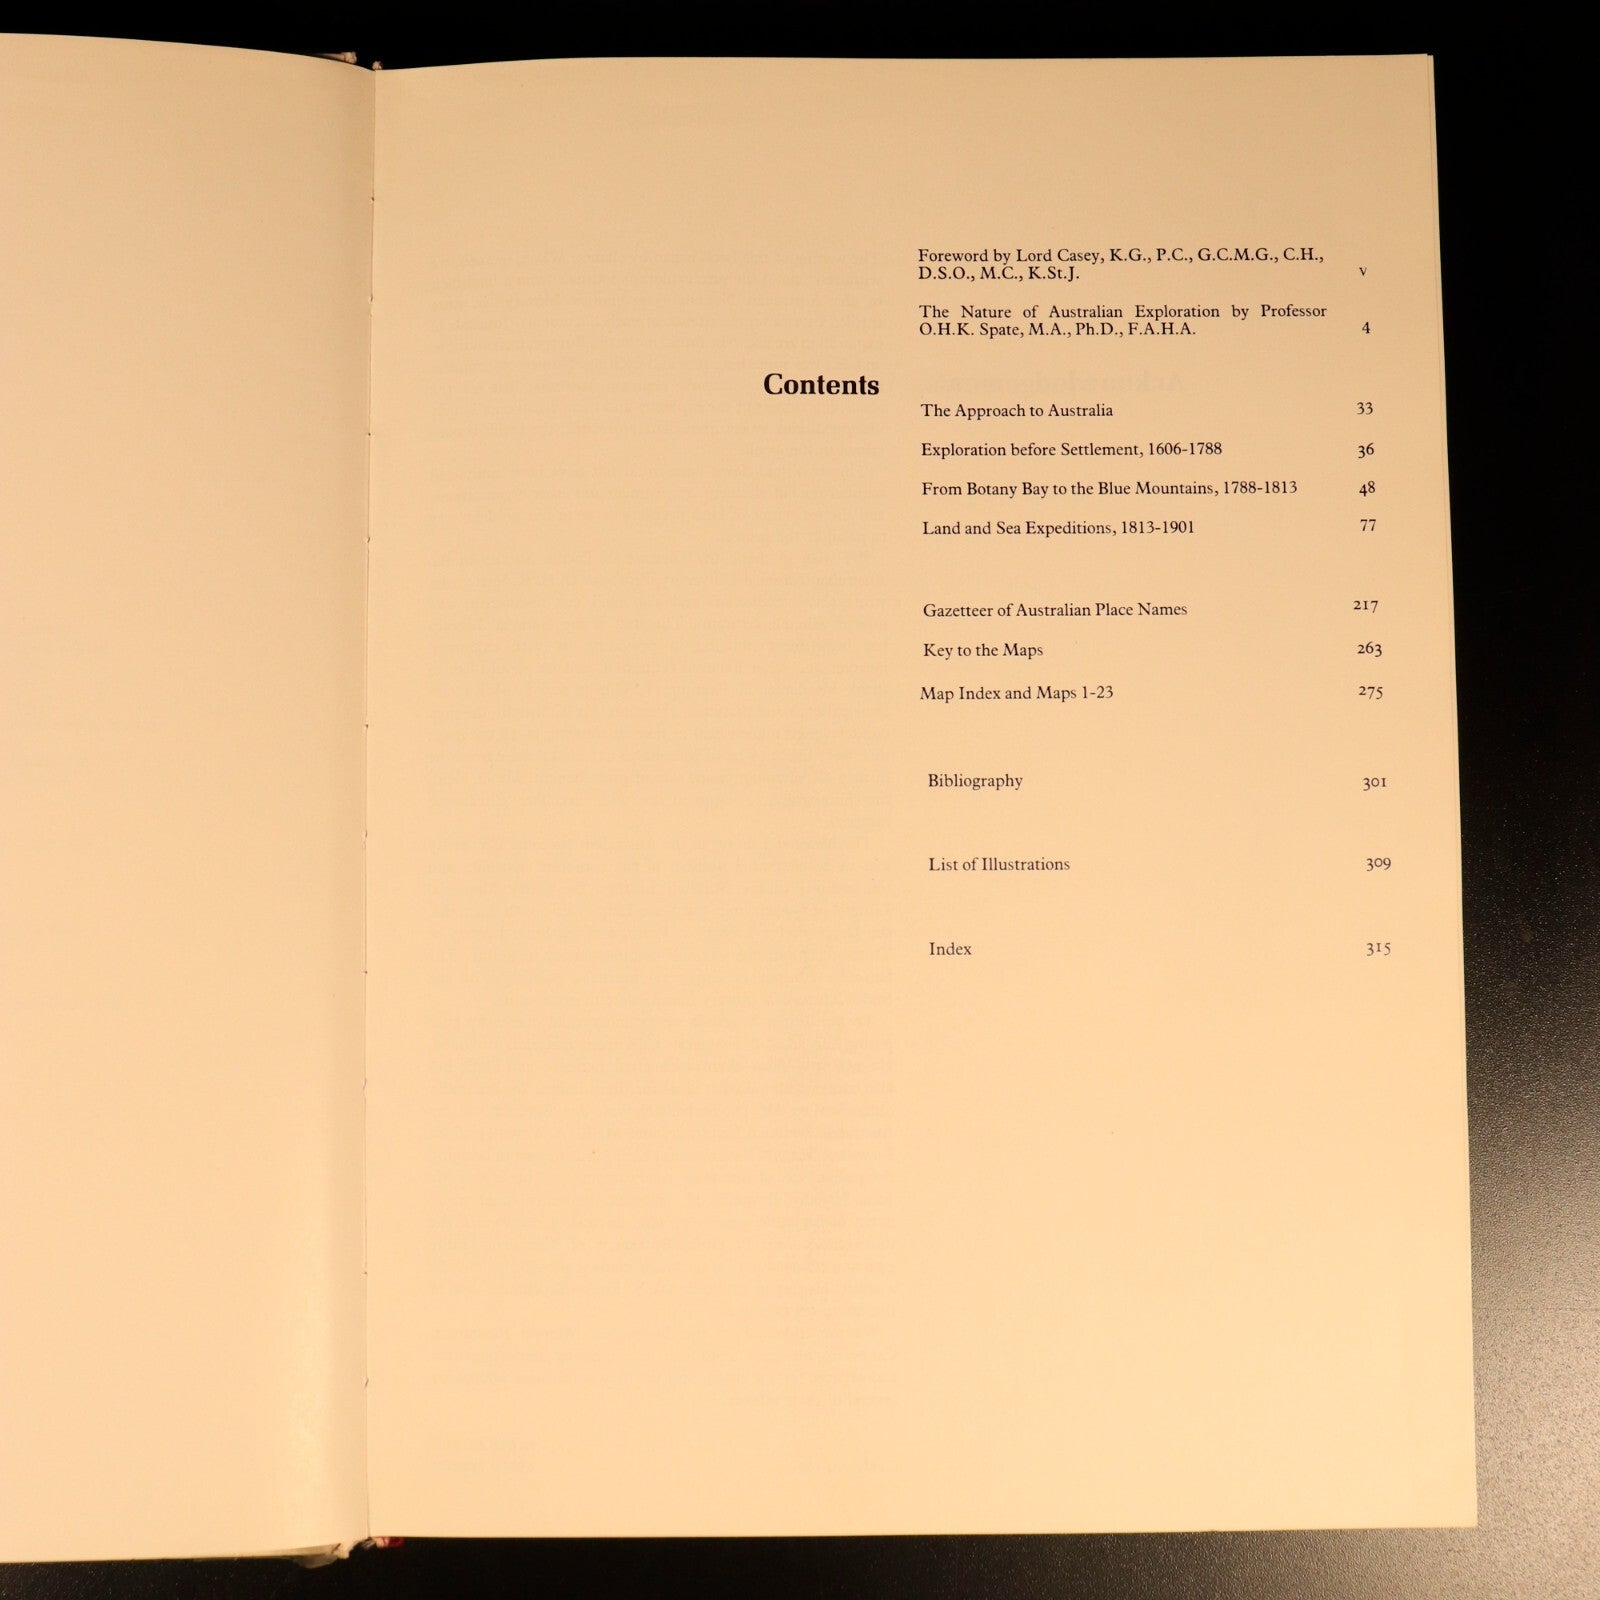 Contents
Foreword by Lord Casey, K.G., P.C., G.C.M.G., C.H.,
D.S.O., M.C., K.St.J. v
The Nature of Australian Exploration by Professor
O.H.K. Spate, M.A., Ph.D., F.A.H.A. 4
The Approach to Australia 33
Exploration before Settlement, 1606-1788 36
From Botany Bay to the Blue Mountains, 1788-1813 48
Land and Sea Expeditions, 1813-1901 77
Gazetteer of Australian Place Names 217
Key to the Maps 263
Map Index and Maps 1-23 275
Bibliography 301
List of Illustrations 309
Index 315